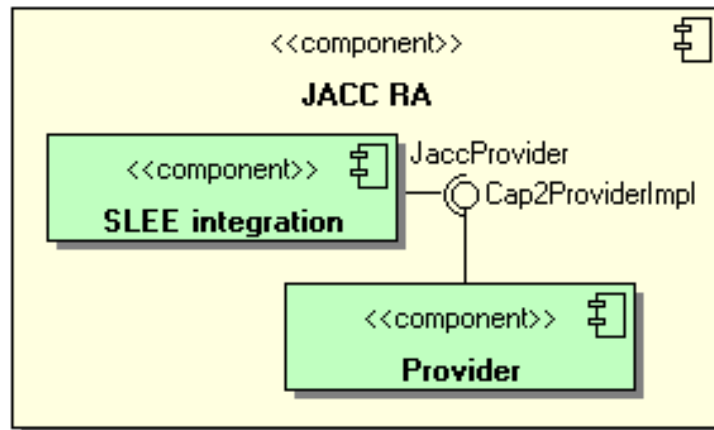 <<component>>
JACC RA
<<component>>
SLEE integration
JaccProvider
Cap2ProviderImpl
<<component>>
Provider